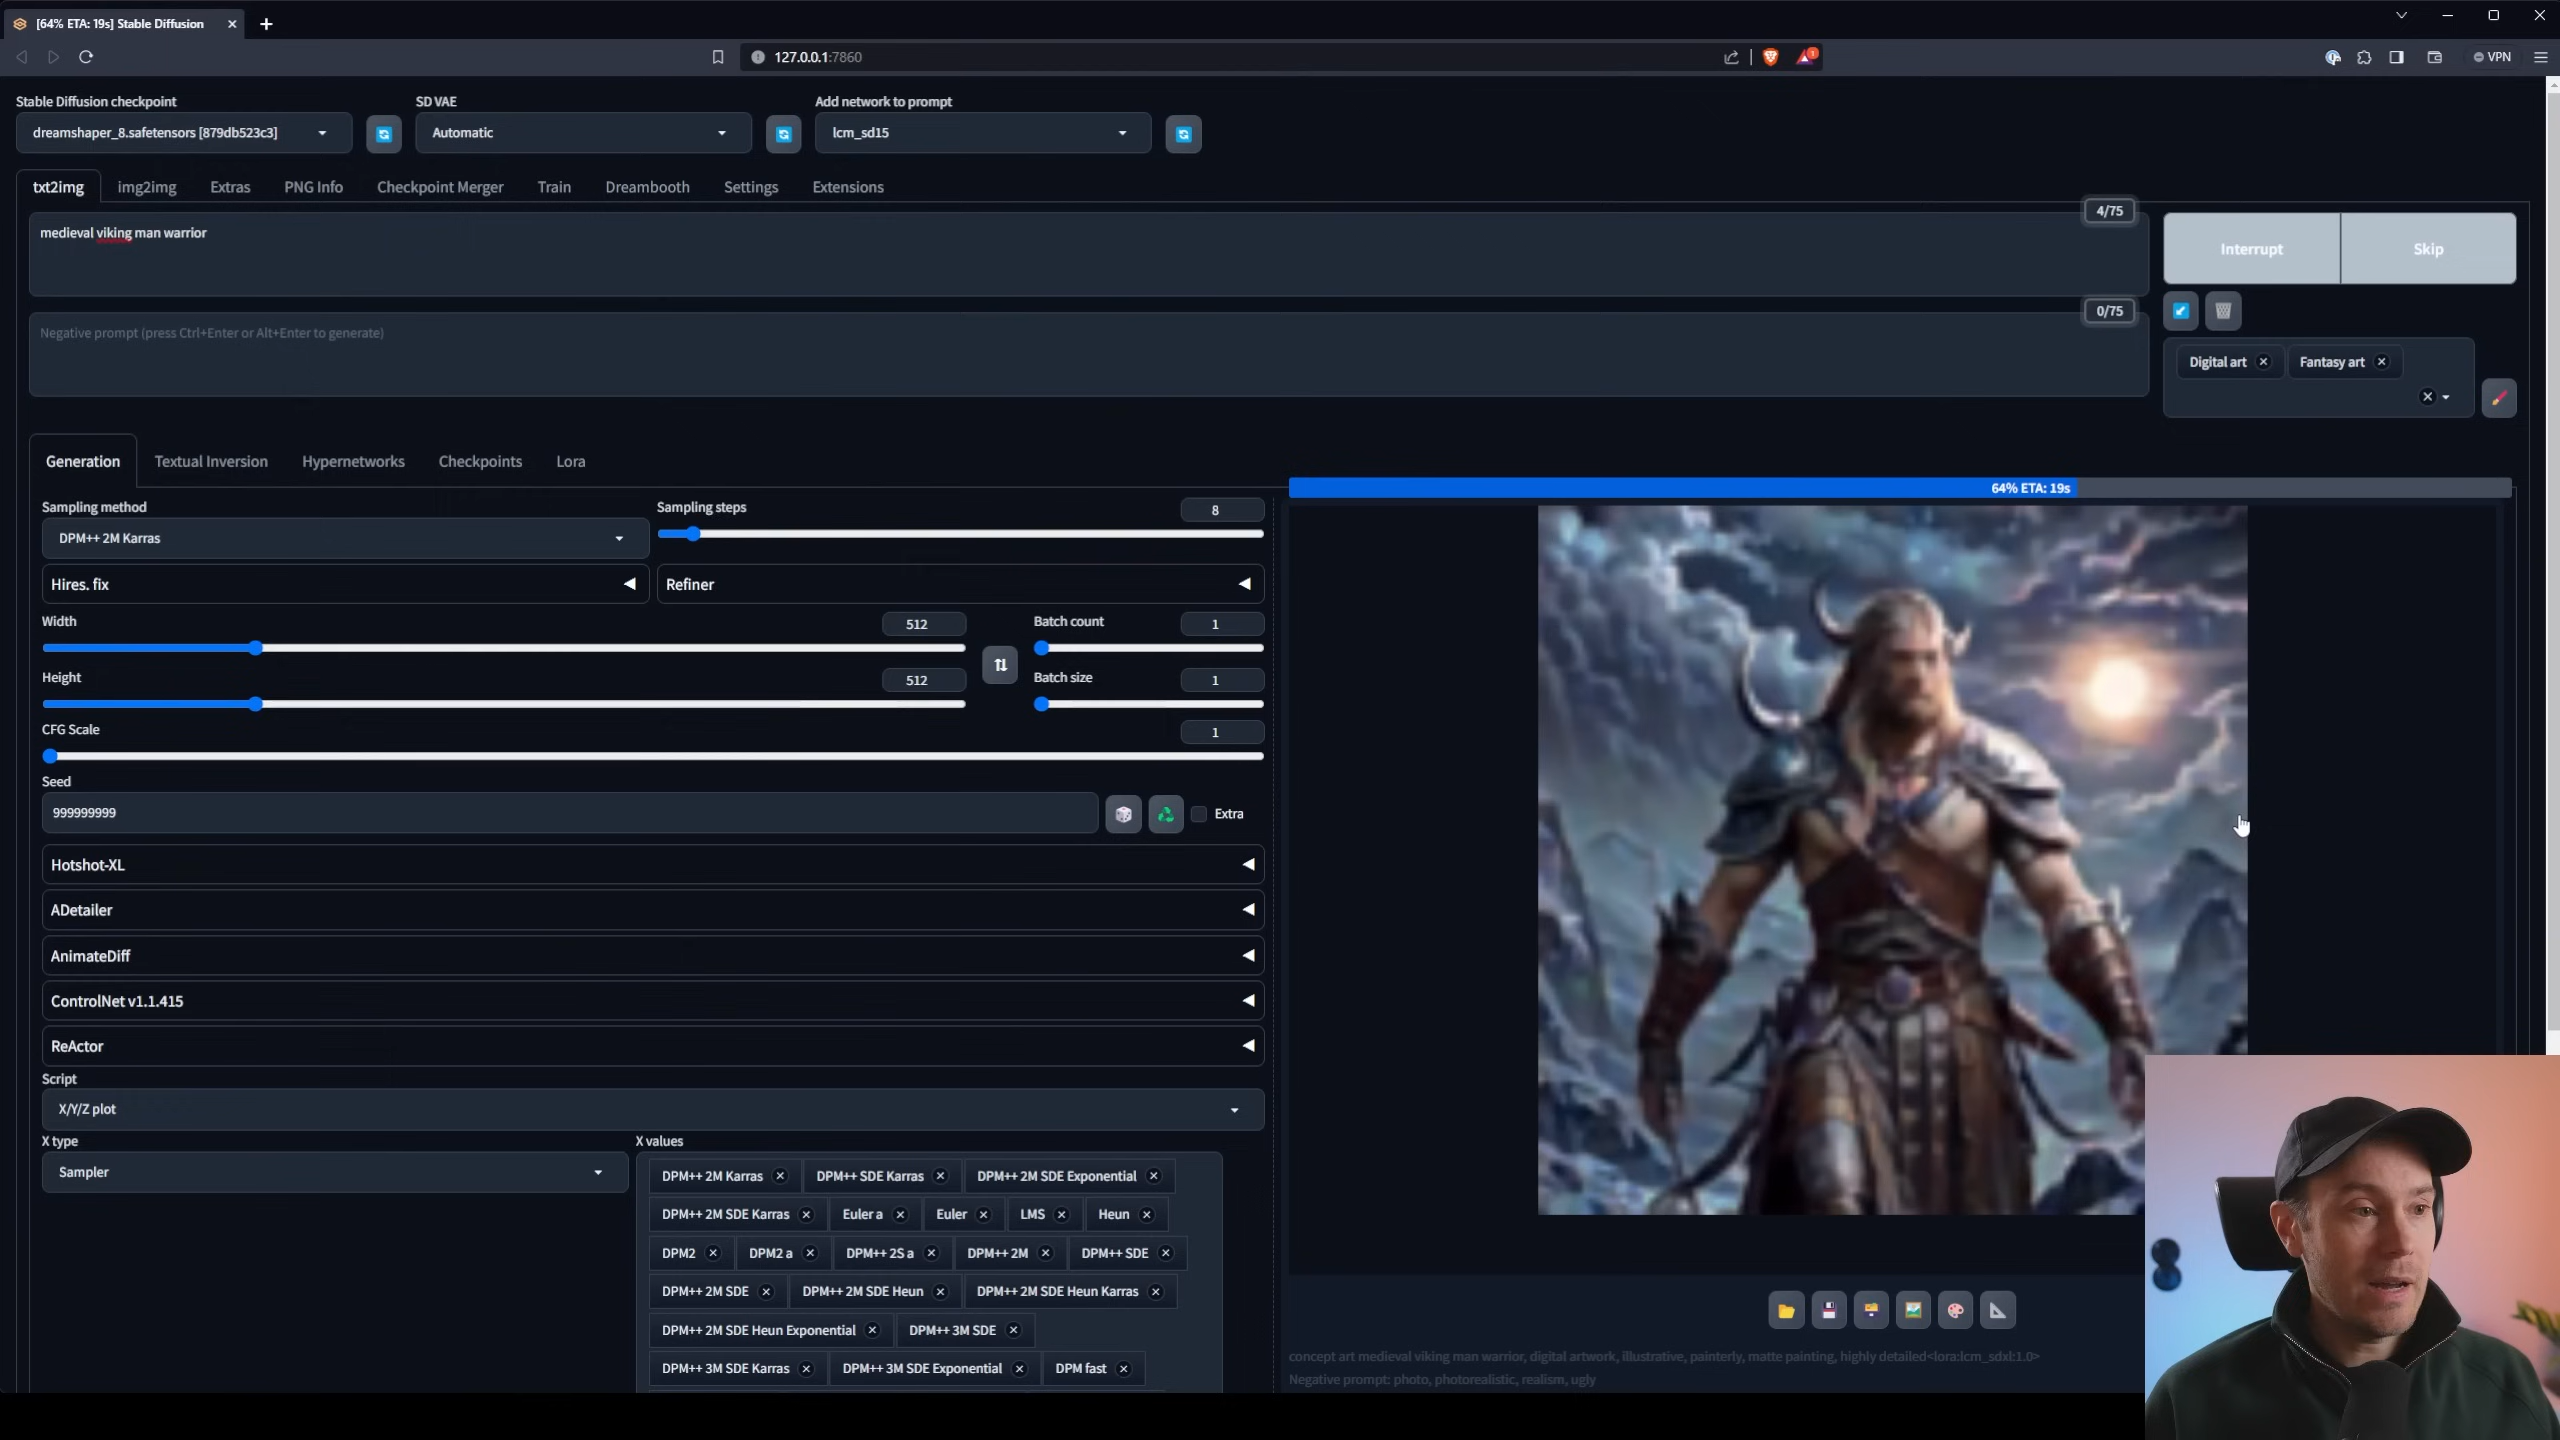 [64% ETA: 19s] Stable Diffusion
127.0.0.1:7860
VPN
Stable Diffusion checkpoint
SD VAE
Add network to prompt
dreamshaper_8.safetensors [879db523c3]
Automatic
lcm_sd15
txt2img
img2img
Extras
PNG Info
Checkpoint Merger
Train
Dreambooth
Settings
Extensions
4/75
medieval viking man warrior
Interrupt
Skip
0/75
Negative prompt (press Ctrl+Enter or Alt+Enter to generate)
Digital art
Fantasy art
Generation
Textual Inversion
Hypernetworks
Checkpoints
Lora
64% ETA: 19s
Sampling method
Sampling steps
8
DPM++ 2M Karras
Hires. fix
Refiner
Width
512
Batch count
1
Height
512
Batch size
1
CFG Scale
1
Seed
999999999
Extra
Hotshot-XL
ADetailer
AnimateDiff
ControlNet v1.1.415
ReActor
Script
X/Y/Z plot
X type
X values
Sampler
DPM++ 2M Karras
DPM++ SDE Karras
DPM++ 2M SDE Exponential
DPM++ 2M SDE Karras
Euler a
Euler
LMS
Heun
DPM2
DPM2 a
DPM++ 2S a
DPM++ 2M
DPM++ SDE
DPM++ 2M SDE
DPM++ 2M SDE Heun
DPM++ 2M SDE Heun Karras
DPM++ 2M SDE Heun Exponential
DPM++ 3M SDE
DPM++ 3M SDE Karras
DPM++ 3M SDE Exponential
DPM fast
concept art medieval viking man warrior, digital artwork, illustrative, painterly, matte painting, highly detailed<lora:lcm_sdxl:1.0>
Negative prompt: photo, photorealistic, realism, ugly